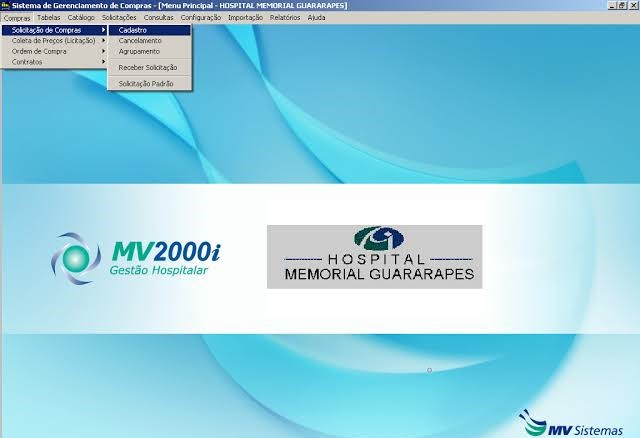 Sistema de Gerenciamento de Compras - [Menu Principal - HOSPITAL MEMORIAL GUARARAPES]
Compras Tabelas Catálogo Solicitações Consultas Configuração Importação Relatórios Ajuda
Solicitação de Compras
Coleta de Preços (Licitação)
Ordem de Compra
Contratos
Cadastro
Cancelamento
Agrupamento
Receber Solicitação
Solicitação Padrão
MV2000i
Gestão Hospitalar
HOSPITAL
MEMORIAL GUARARAPES
MV Sistemas